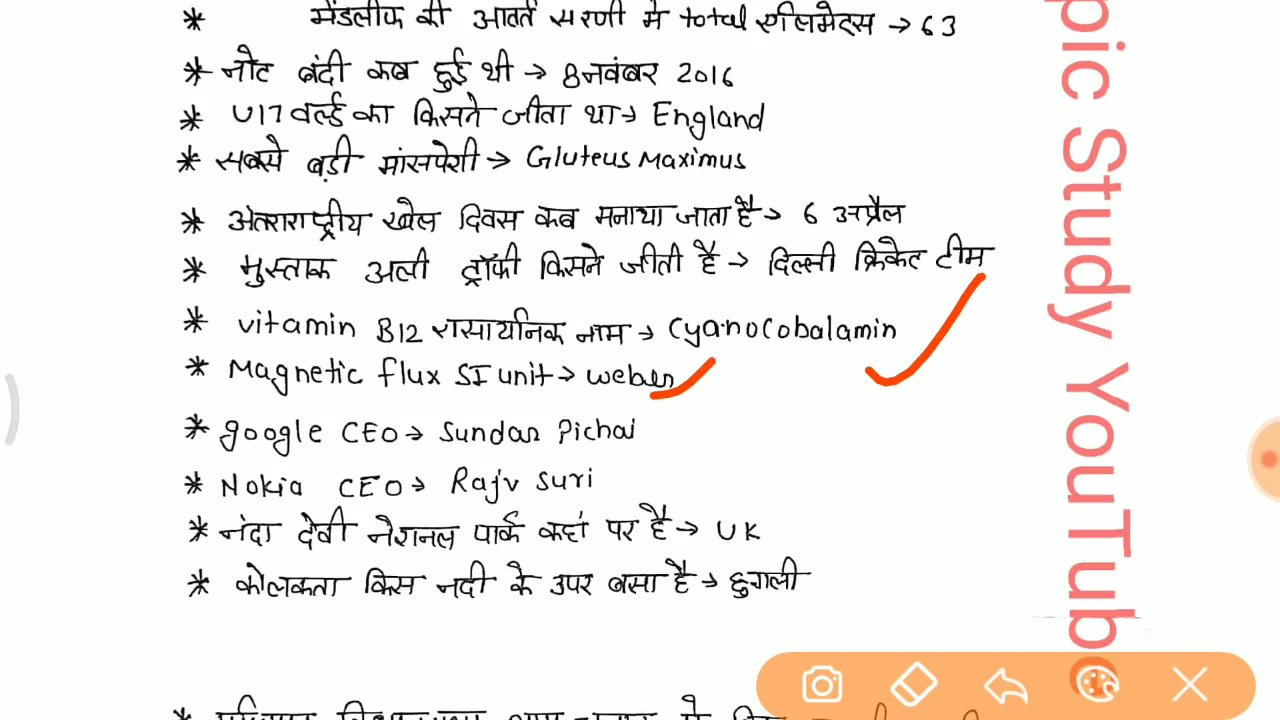 * मेंडलीफ की आवर्त सरणी में total एलिमेंट्स → 63
* नोट बंदी कब हुई थी → 8 नवंबर 2016
* U17 वर्ल्ड का किसने जीता था → England
* सबसे बड़ी मांसपेशी → Gluteus Maximus
* अंतराराष्ट्रीय खेल दिवस कब मनाया जाता है → 6 अप्रैल
* मुस्ताक अली ट्रॉफी किसने जीती है → दिल्ली क्रिकेट टीम
* vitamin B12 रासायनिक नाम → Cyanocobalamin
* Magnetic flux SI unit → weber
* google CEO → Sundar Pichai
* Nokia CEO → Rajv Suri
* नंदा देवी नेशनल पार्क कहां पर है → UK
* कोलकता किस नदी के उपर बसा है → हुगली
pic Study YouTub